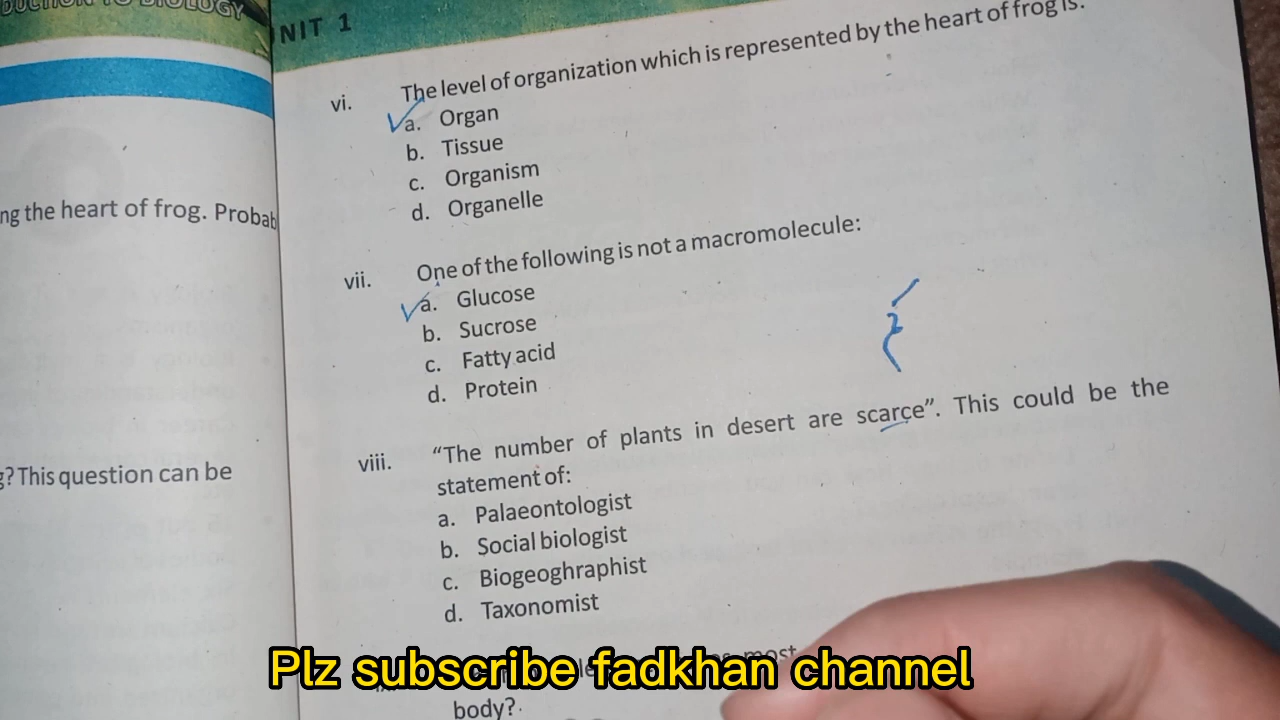 NIT 1
vi. The level of organization which is represented by the heart of frog is:
a. Organ
b. Tissue
c. Organism
d. Organelle
ng the heart of frog. Probab
vii. One of the following is not a macromolecule:
a. Glucose
b. Sucrose
c. Fatty acid
d. Protein
g? This question can be
viii. “The number of plants in desert are scarce”. This could be the
statement of:
a. Palaeontologist
b. Social biologist
c. Biogeoghraphist
d. Taxonomist
most
Plz subscribe fadkhan channel
body?